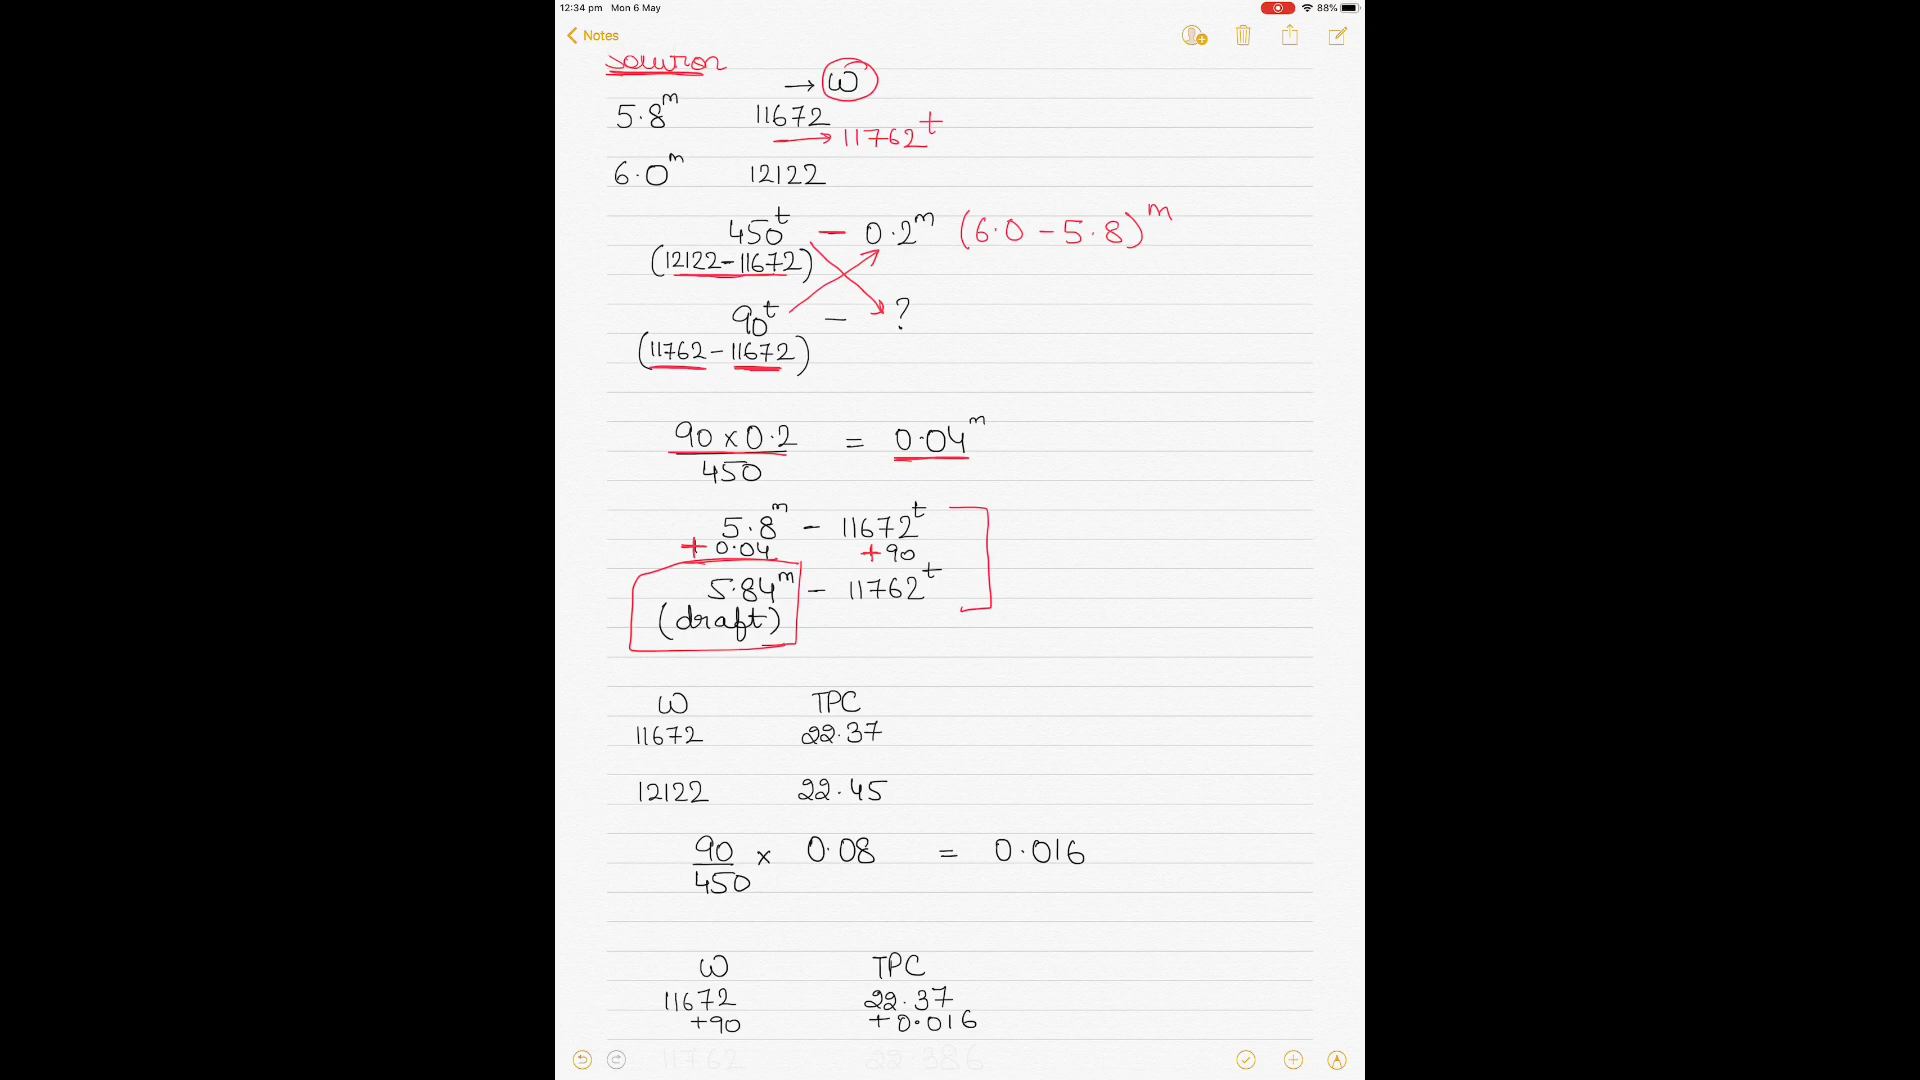 12:34 pm Mon 6 May 88%
Notes
Solution
→ W
5.8m 11672
→ 11762t
6.0m 12122
450t - 0.2m (6.0 - 5.8)m
(12122-11672)
90t - ?
(11762-11672)
90 x 0.2 = 0.04m
450
5.8m - 11672t
+ 0.04 + 90
5.84m - 11762t
(draft)
W TPC
11672 22.37
12122 22.45
90 x 0.08 = 0.016
450
W TPC
11672 22.37
+90 +0.016
11762 22.386